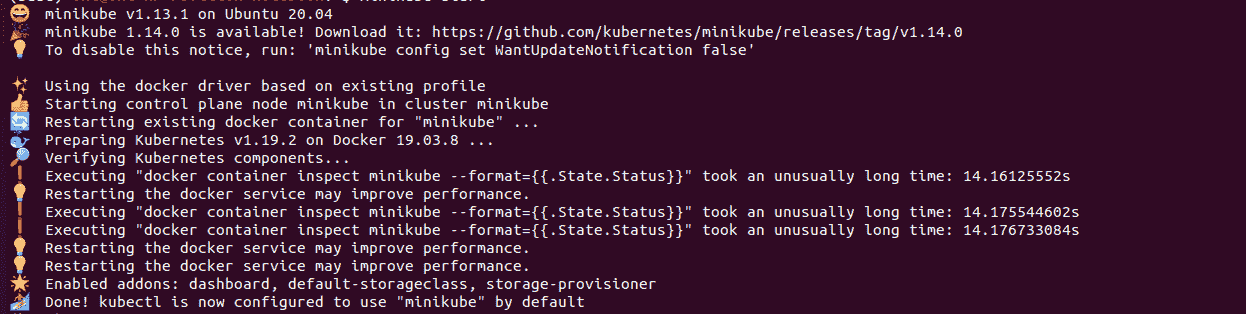 minikube v1.13.1 on Ubuntu 20.04
minikube 1.14.0 is available! Download it: https://github.com/kubernetes/minikube/releases/tag/v1.14.0
To disable this notice, run: 'minikube config set WantUpdateNotification false'
Using the docker driver based on existing profile
Starting control plane node minikube in cluster minikube
Restarting existing docker container for "minikube" ...
Preparing Kubernetes v1.19.2 on Docker 19.03.8 ...
Verifying Kubernetes components...
Executing "docker container inspect minikube --format={{.State.Status}}" took an unusually long time: 14.16125552s
Restarting the docker service may improve performance.
Executing "docker container inspect minikube --format={{.State.Status}}" took an unusually long time: 14.175544602s
Executing "docker container inspect minikube --format={{.State.Status}}" took an unusually long time: 14.176733084s
Restarting the docker service may improve performance.
Restarting the docker service may improve performance.
Enabled addons: dashboard, default-storageclass, storage-provisioner
Done! kubectl is now configured to use "minikube" by default